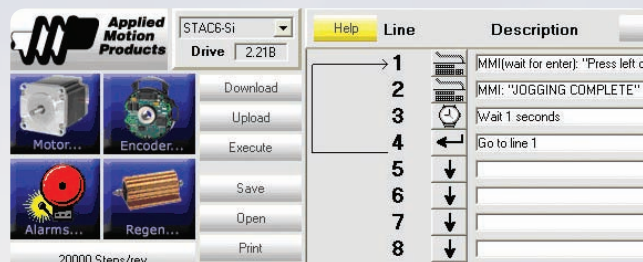 Applied
Motion
Products
STAC6-Si
Drive 2.21B
Download
Upload
Execute
Save
Open
Print
Motor...
Encoder...
Alarms...
Regen...
20000 Steps/rev
Help Line Description
1 MMI(wait for enter): "Press left
2 MMI: "JOGGING COMPLETE"
3 Wait 1 seconds
4 Go to line 1
5
6
7
8